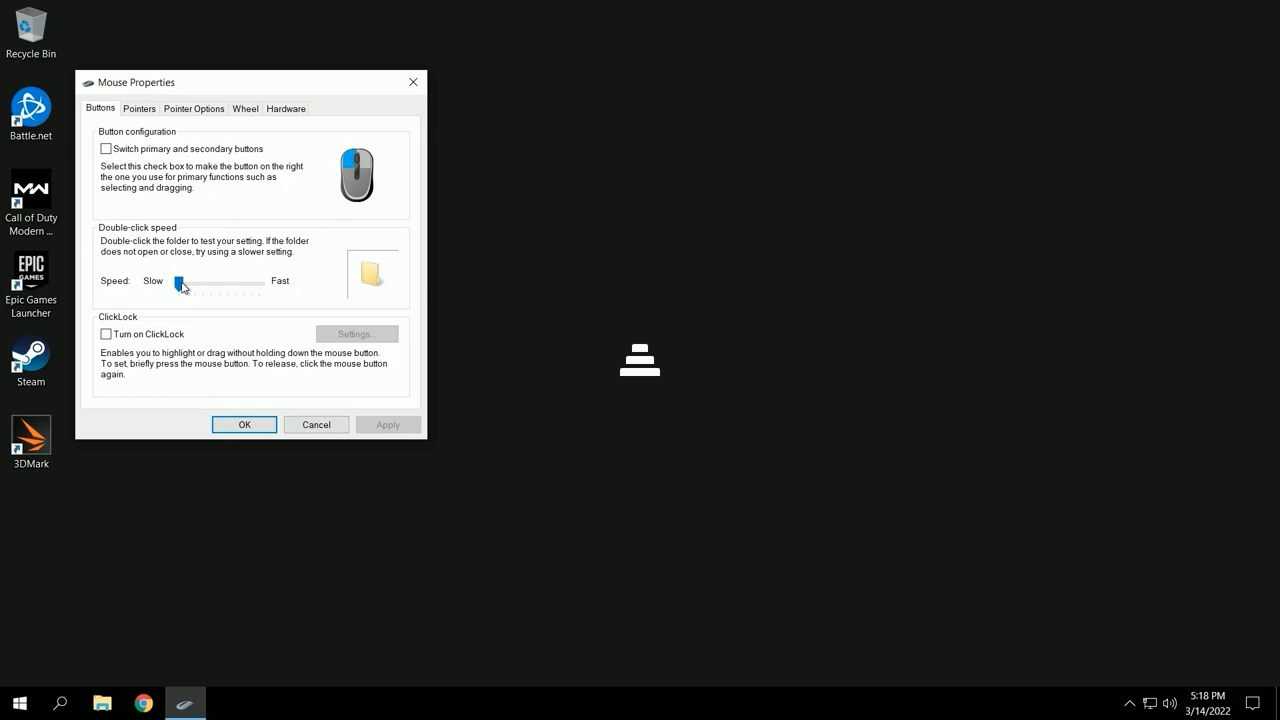 Recycle Bin
Battle.net
Call of Duty
Modern ...
EPIC
GAMES
Epic Games
Launcher
Steam
3DMark
Mouse Properties
Buttons Pointers Pointer Options Wheel Hardware
Button configuration
Switch primary and secondary buttons
Select this check box to make the button on the right
the one you use for primary functions such as
selecting and dragging.
Double-click speed
Double-click the folder to test your setting. If the folder
does not open or close, try using a slower setting.
Speed: Slow Fast
ClickLock
Turn on ClickLock Settings...
Enables you to highlight or drag without holding down the mouse button.
To set, briefly press the mouse button. To release, click the mouse button
again.
OK Cancel Apply
5:18 PM
3/14/2022